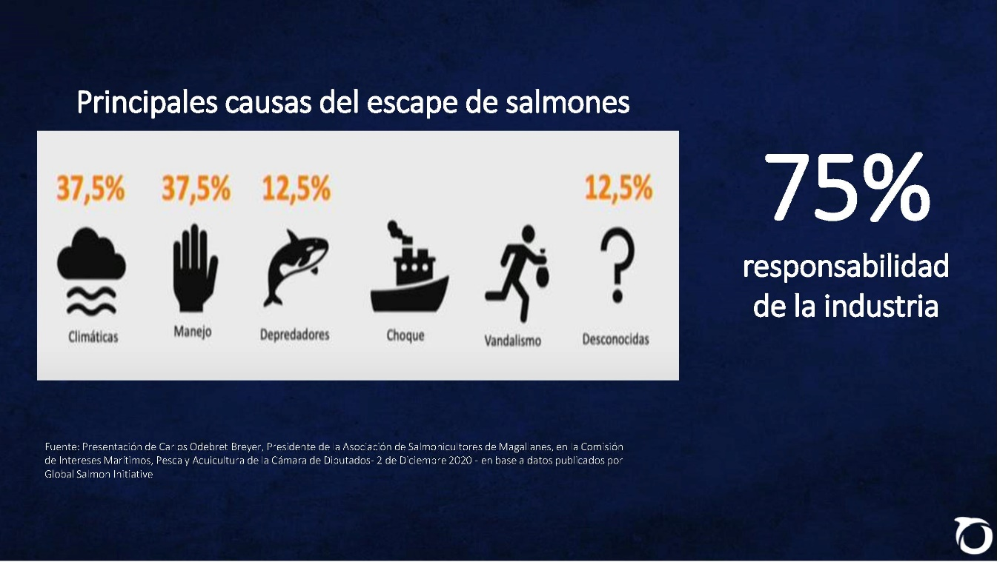 Principales causas del escape de salmones
37,5% 37,5% 12,5% 12,5%
Climáticas Manejo Depredadores Choque Vandalismo Desconocidas
75%
responsabilidad
de la industria
Fuente: Presentación de Carlos Odebret Breyer, Presidente de la Asociación de Salmonicultores de Magallanes, en la Comisión
de Intereses Marítimos, Pesca y Acuicultura de la Cámara de Diputados- 2 de Diciembre 2020 - en base a datos publicados por
Global Salmon Initiative